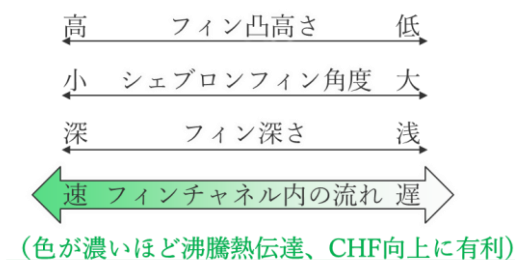 高 フィン凸高さ 低
小 シェブロンフィン角度 大
深 フィン深さ 浅
速 フィンチャネル内の流れ 遅
（色が濃いほど沸騰熱伝達、CHF向上に有利）